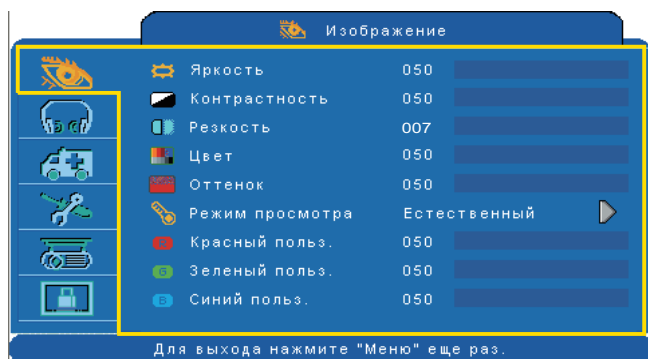 Изображение
Яркость 050
Контрастность 050
Резкость 007
Цвет 050
Оттенок 050
Режим просмотра Естественный
R Красный польз. 050
G Зеленый польз. 050
B Синий польз. 050
Для выхода нажмите "Меню" еще раз.